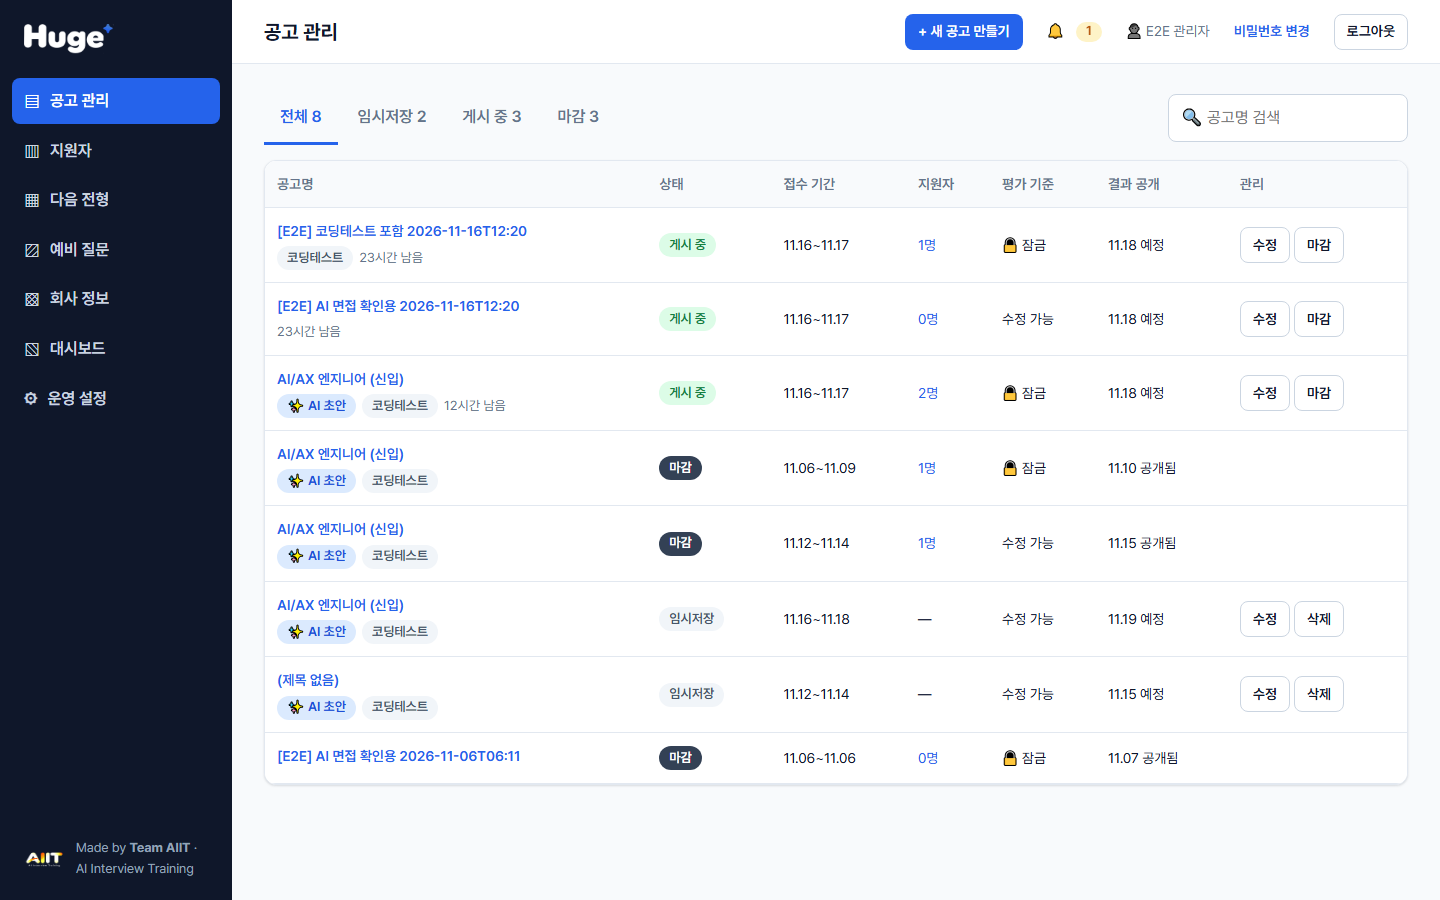 Huge
공고 관리
지원자
다음 전형
예비 질문
회사 정보
대시보드
운영 설정
AIIT
Made by Team AIIT ·
AI Interview Training
공고 관리
+ 새 공고 만들기
1
E2E 관리자
비밀번호 변경
로그아웃
전체 8
임시저장 2
게시 중 3
마감 3
공고명 검색
공고명 상태 접수 기간 지원자 평가 기준 결과 공개 관리
[E2E] 코딩테스트 포함 2026-11-16T12:20
코딩테스트 23시간 남음
게시 중 11.16~11.17 1명 잠금 11.18 예정 수정 마감
[E2E] AI 면접 확인용 2026-11-16T12:20
23시간 남음
게시 중 11.16~11.17 0명 수정 가능 11.18 예정 수정 마감
AI/AX 엔지니어 (신입)
AI 초안 코딩테스트 12시간 남음
게시 중 11.16~11.17 2명 잠금 11.18 예정 수정 마감
AI/AX 엔지니어 (신입)
AI 초안 코딩테스트
마감 11.06~11.09 1명 잠금 11.10 공개됨
AI/AX 엔지니어 (신입)
AI 초안 코딩테스트
마감 11.12~11.14 1명 수정 가능 11.15 공개됨
AI/AX 엔지니어 (신입)
AI 초안 코딩테스트
임시저장 11.16~11.18 — 수정 가능 11.19 예정 수정 삭제
(제목 없음)
AI 초안 코딩테스트
임시저장 11.12~11.14 — 수정 가능 11.15 예정 수정 삭제
[E2E] AI 면접 확인용 2026-11-06T06:11
마감 11.06~11.06 0명 잠금 11.07 공개됨